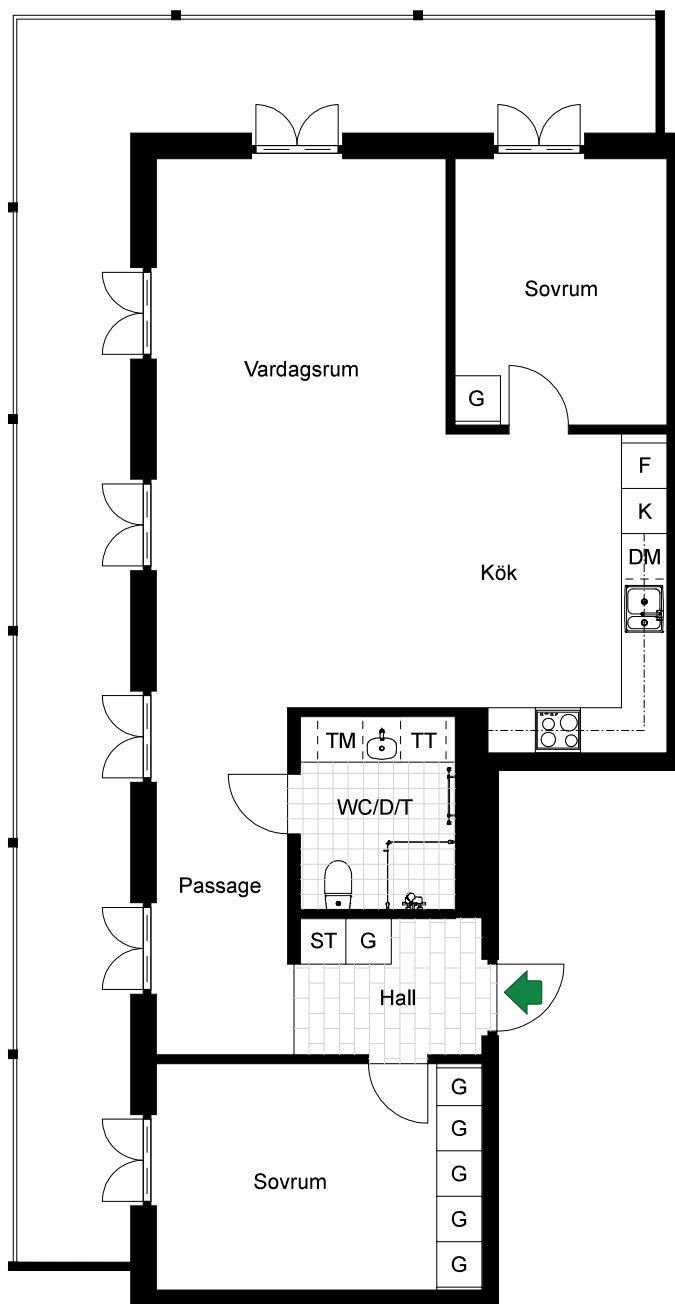 Sovrum
Vardagsrum
G
F
K
DM
Kök
TM
TT
WC/D/T
Passage
ST
G
Hall
G
G
Sovrum
G
G
G